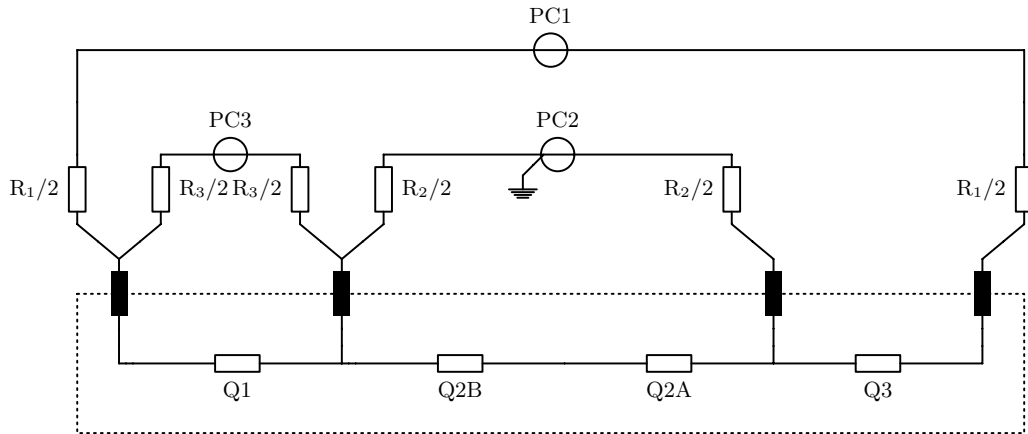 PC1
PC3
PC2
R₁/2
R₃/2
R₃/2
R₂/2
R₂/2
R₁/2
Q1
Q2B
Q2A
Q3